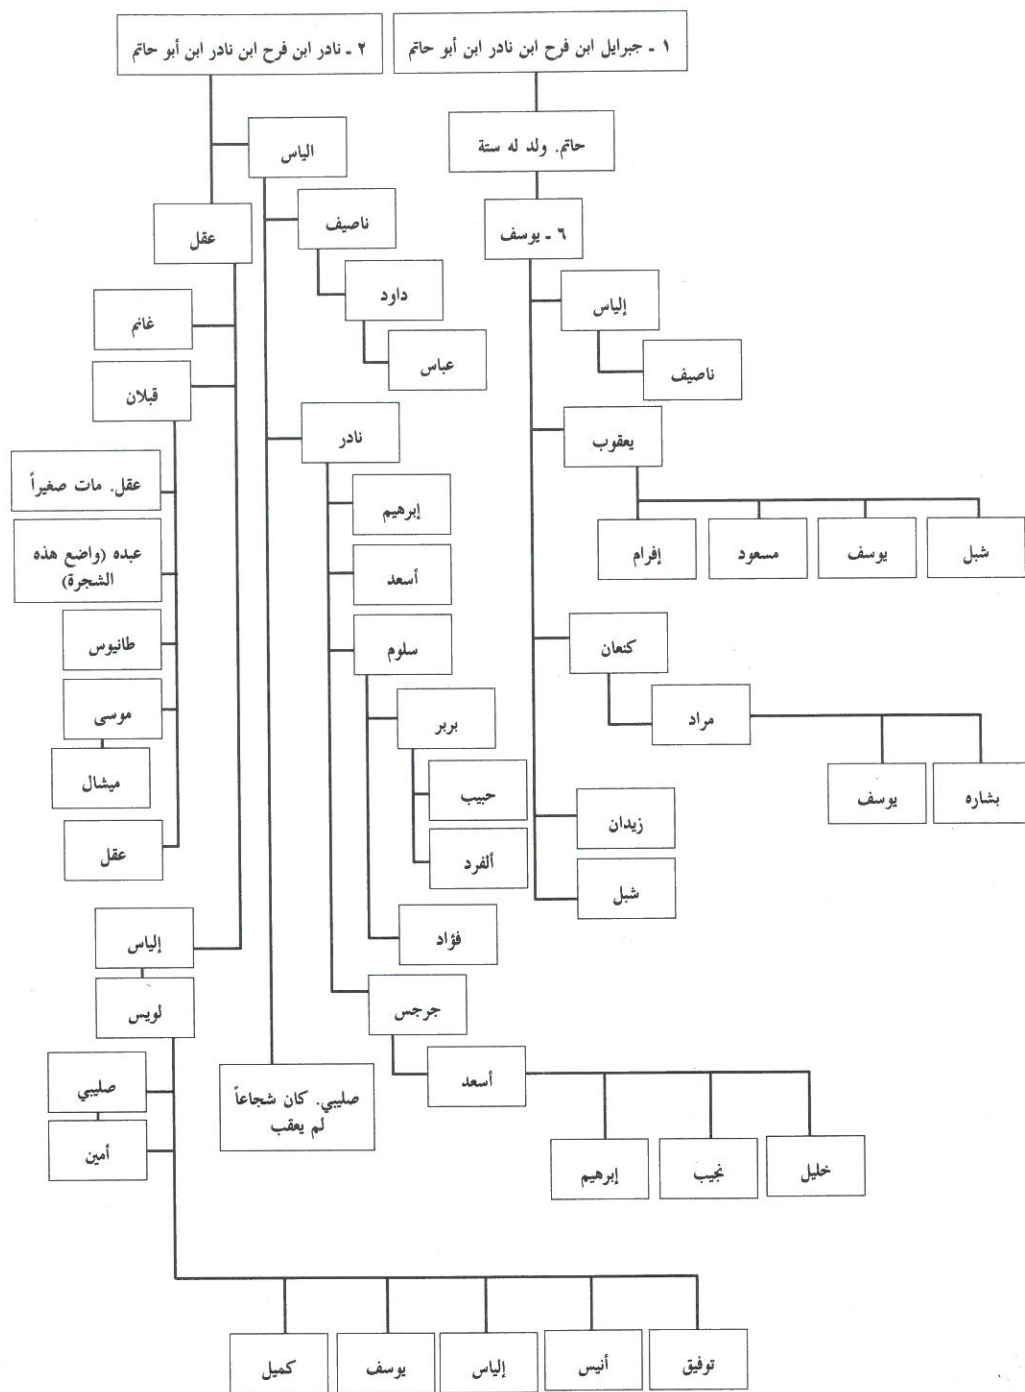 ١ ـ جبرايل ابن فرح ابن نادر ابن أبو حاتم
حاتم. ولد له ستة
٦ ـ يوسف
إلياس
ناصيف
يعقوب
شبل
يوسف
مسعود
إفرام
كنعان
مراد
بشاره
يوسف
زيدان
شبل
٢ ـ نادر ابن فرح ابن نادر ابن أبو حاتم
الياس
ناصيف
داود
عباس
نادر
إبرهيم
أسعد
سلوم
بربر
حبيب
ألفرد
فؤاد
جرجس
أسعد
خليل
نجيب
إبرهيم
صليبي. كان شجاعاً
لم يعقب
عقل
غانم
قبلان
عقل. مات صغيراً
عبده (واضع هذه
الشجرة)
طانيوس
موسى
ميشال
عقل
إلياس
لويس
صليبي
أمين
توفيق
أنيس
إلياس
يوسف
كميل